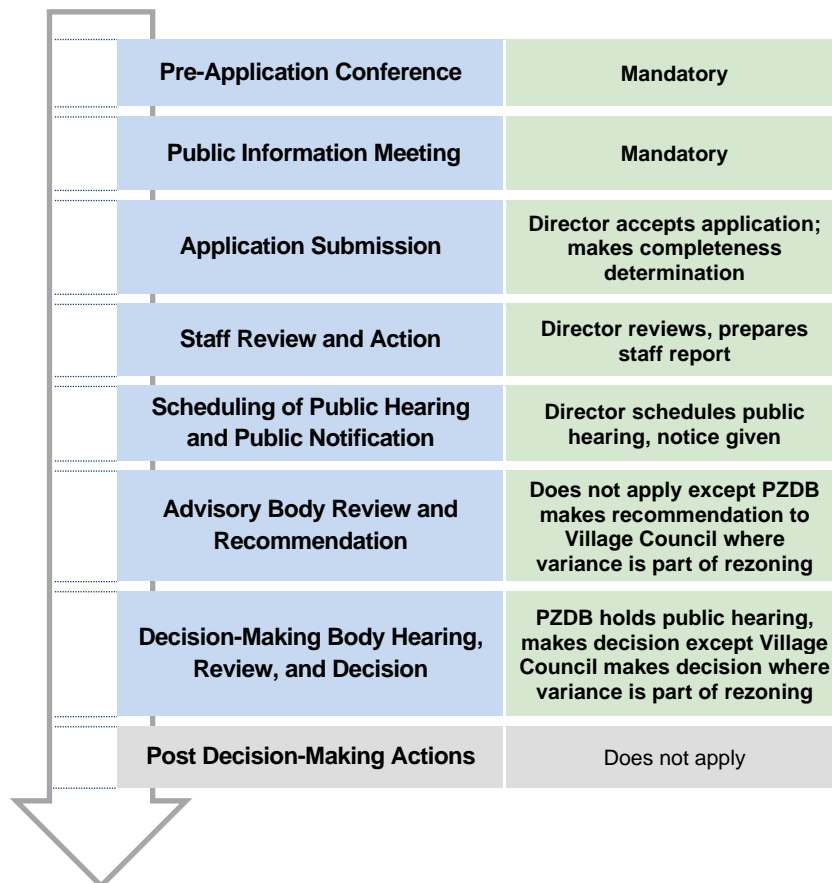 Pre-Application Conference
Mandatory
Public Information Meeting
Mandatory
Application Submission
Director accepts application;
makes completeness
determination
Staff Review and Action
Director reviews, prepares
staff report
Scheduling of Public Hearing
and Public Notification
Director schedules public
hearing, notice given
Advisory Body Review and
Recommendation
Does not apply except PZDB
makes recommendation to
Village Council where
variance is part of rezoning
Decision-Making Body Hearing,
Review, and Decision
PZDB holds public hearing,
makes decision except Village
Council makes decision where
variance is part of rezoning
Post Decision-Making Actions
Does not apply